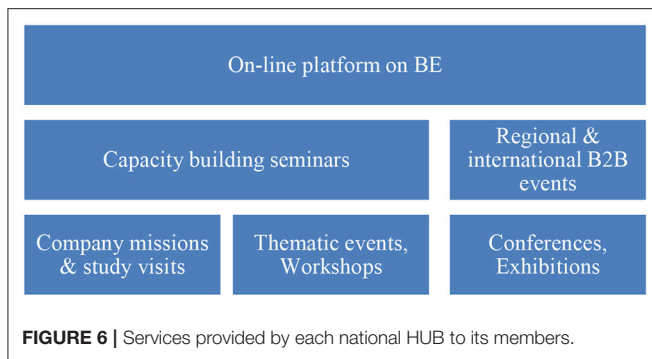 On-line platform on BE
Capacity building seminars
Regional &
international B2B
events
Company missions
& study visits
Thematic events,
Workshops
Conferences,
Exhibitions
FIGURE 6 | Services provided by each national HUB to its members.